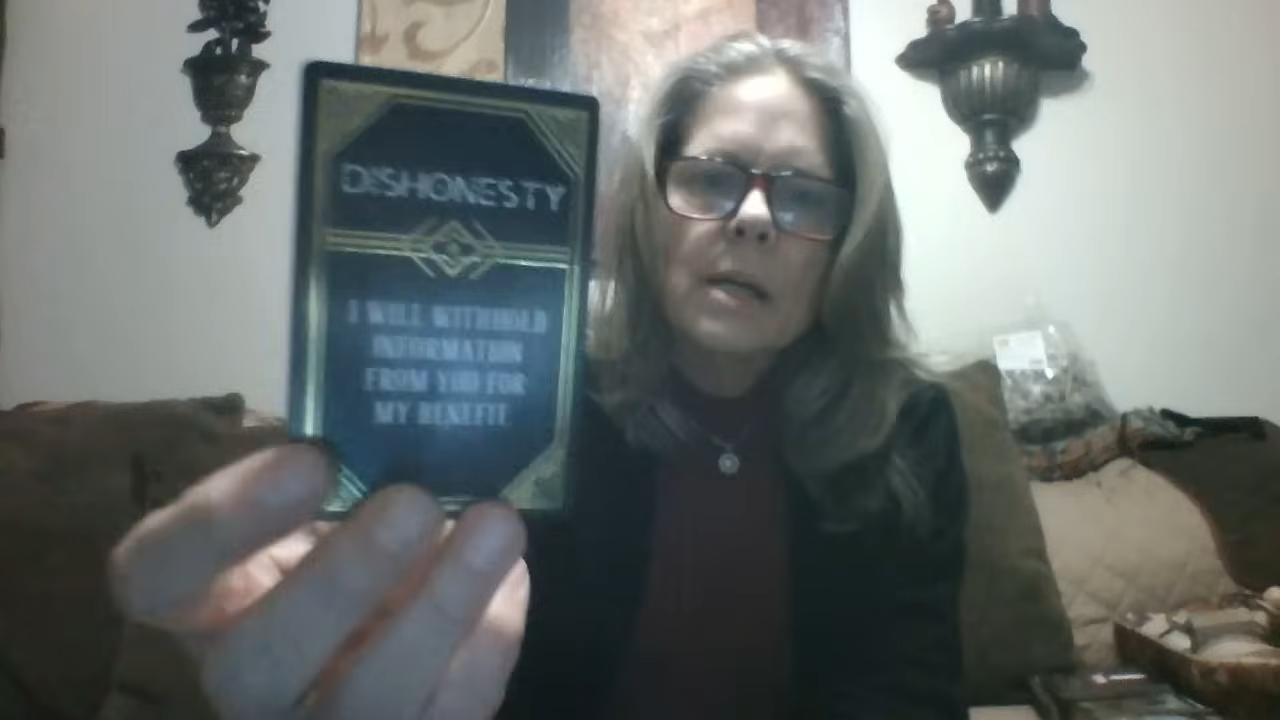 DISHONESTY
I WILL WITHHOLD
INFORMATION
FROM YOU FOR
MY BENEFIT.